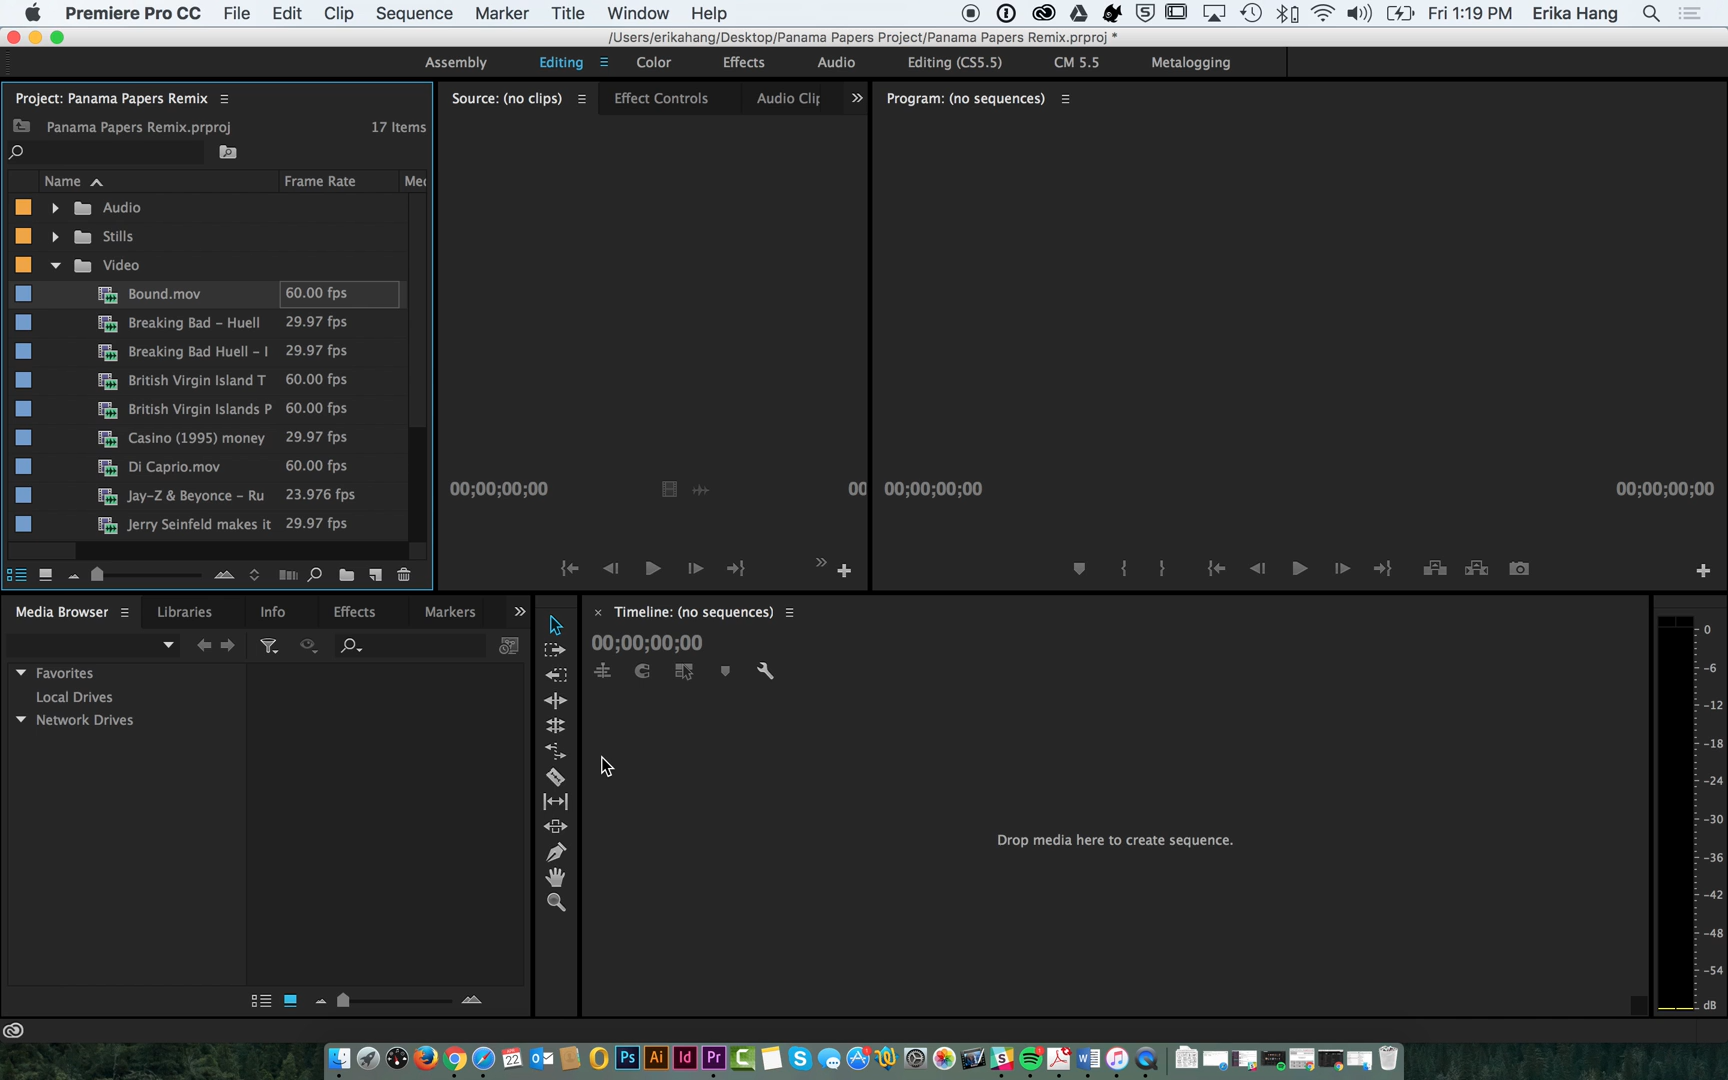 Premiere Pro CC File Edit Clip Sequence Marker Title Window Help Fri 1:19 PM Erika Hang
/Users/erikahang/Desktop/Panama Papers Project/Panama Papers Remix.prproj *
Assembly Editing Color Effects Audio Editing (CS5.5) CM 5.5 Metalogging
Project: Panama Papers Remix
Panama Papers Remix.prproj 17 Items
Name Frame Rate Med
Audio
Stills
Video
Bound.mov 60.00 fps
Breaking Bad - Huell 29.97 fps
Breaking Bad Huell - I 29.97 fps
British Virgin Island T 60.00 fps
British Virgin Islands P 60.00 fps
Casino (1995) money 29.97 fps
Di Caprio.mov 60.00 fps
Jay-Z & Beyonce - Ru 23.976 fps
Jerry Seinfeld makes it 29.97 fps
Source: (no clips) Effect Controls Audio Clip
00;00;00;00 00
Program: (no sequences)
00;00;00;00 00;00;00;00
Media Browser Libraries Info Effects Markers
Favorites
Local Drives
Network Drives
Timeline: (no sequences)
00;00;00;00
Drop media here to create sequence.
0
-6
-12
-18
-24
-30
-36
-42
-48
-54
dB
22
Ps Ai Id Pr